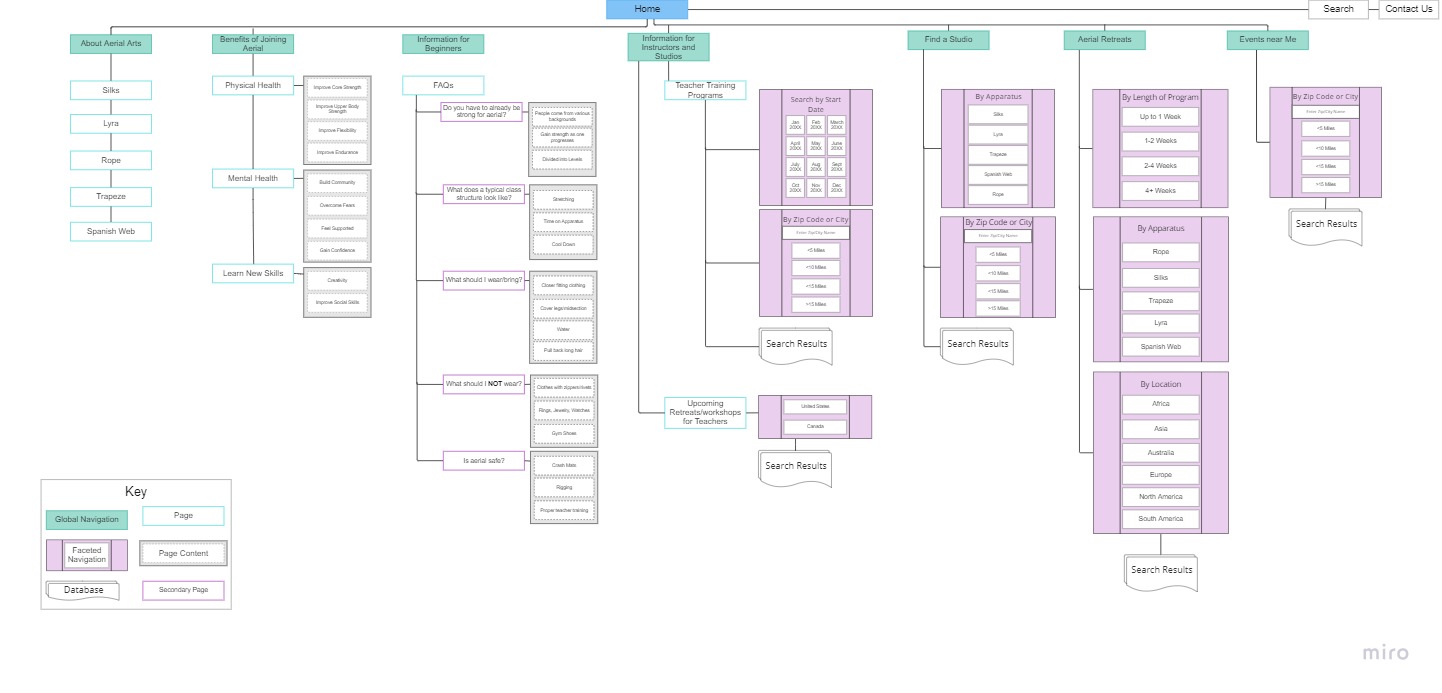 Home
Search
Contact Us
About Aerial Arts
Silks
Lyra
Rope
Trapeze
Spanish Web
Benefits of Joining
Aerial
Physical Health
Improve Core Strength
Improve Upper Body
Strength
Improve Flexibility
Improve Endurance
Mental Health
Build Community
Overcome Fears
Feel Supported
Gain Confidence
Learn New Skills
Creativity
Improve Social Skills
Information for
Beginners
FAQs
Do you have to already be
strong for aerial?
People come from various
backgrounds
Gain strength as one
progresses
Divided into Levels
What does a typical class
structure look like?
Stretching
Time on Apparatus
Cool Down
What should I wear/bring?
Closer fitting clothing
Cover legs/midsection
Water
Pull back long hair
What should I NOT wear?
Clothes with zippers/rivets
Rings, Jewelry, Watches
Gym Shoes
Is aerial safe?
Crash Mats
Rigging
Proper teacher training
Information for
Instructors and
Studios
Teacher Training
Programs
Search by Start
Date
Jan
20XX
Feb
20XX
March
20XX
April
20XX
May
20XX
June
20XX
July
20XX
Aug
20XX
Sept
20XX
Oct
20XX
Nov
20XX
Dec
20XX
By Zip Code or City
Enter Zip/City Name
<5 Miles
<10 Miles
<15 Miles
>15 Miles
Search Results
Upcoming
Retreats/workshops
for Teachers
United States
Canada
Search Results
Find a Studio
By Apparatus
Silks
Lyra
Trapeze
Spanish Web
Rope
By Zip Code or City
Enter Zip/City Name
<5 Miles
<10 Miles
<15 Miles
>15 Miles
Search Results
Aerial Retreats
By Length of Program
Up to 1 Week
1-2 Weeks
2-4 Weeks
4+ Weeks
By Apparatus
Rope
Silks
Trapeze
Lyra
Spanish Web
By Location
Africa
Asia
Australia
Europe
North America
South America
Search Results
Events near Me
By Zip Code or City
Enter Zip/City Name
<5 Miles
<10 Miles
<15 Miles
>15 Miles
Search Results
Key
Global Navigation
Page
Faceted
Navigation
Page Content
Database
Secondary Page
miro